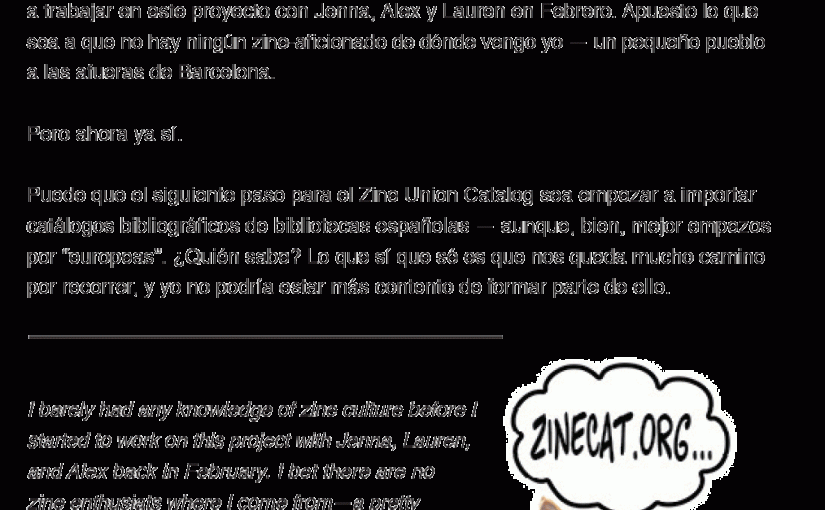 a trabajar en este proyecto con Jenna, Alex y Lauren en Febrero. Apuesto lo que
sea a que no hay ningún zine-aficionado de dónde vengo yo — un pequeño pueblo
a las afueras de Barcelona.
Pero ahora ya sí.
Puede que el siguiente paso para el Zine Union Catalog sea empezar a importar
catálogos bibliográficos de bibliotecas españolas — aunque, bien, mejor empezos
por "europeas". ¿Quién sabe? Lo que sí que sé es que nos queda mucho camino
por recorrer, y yo no podría estar más contento de formar parte de ello.
I barely had any knowledge of zine culture before I
started to work on this project with Jenna, Lauren,
and Alex back in February. I bet there are no
zine enthusiats where I come from—a pretty
ZINECAT.ORG...